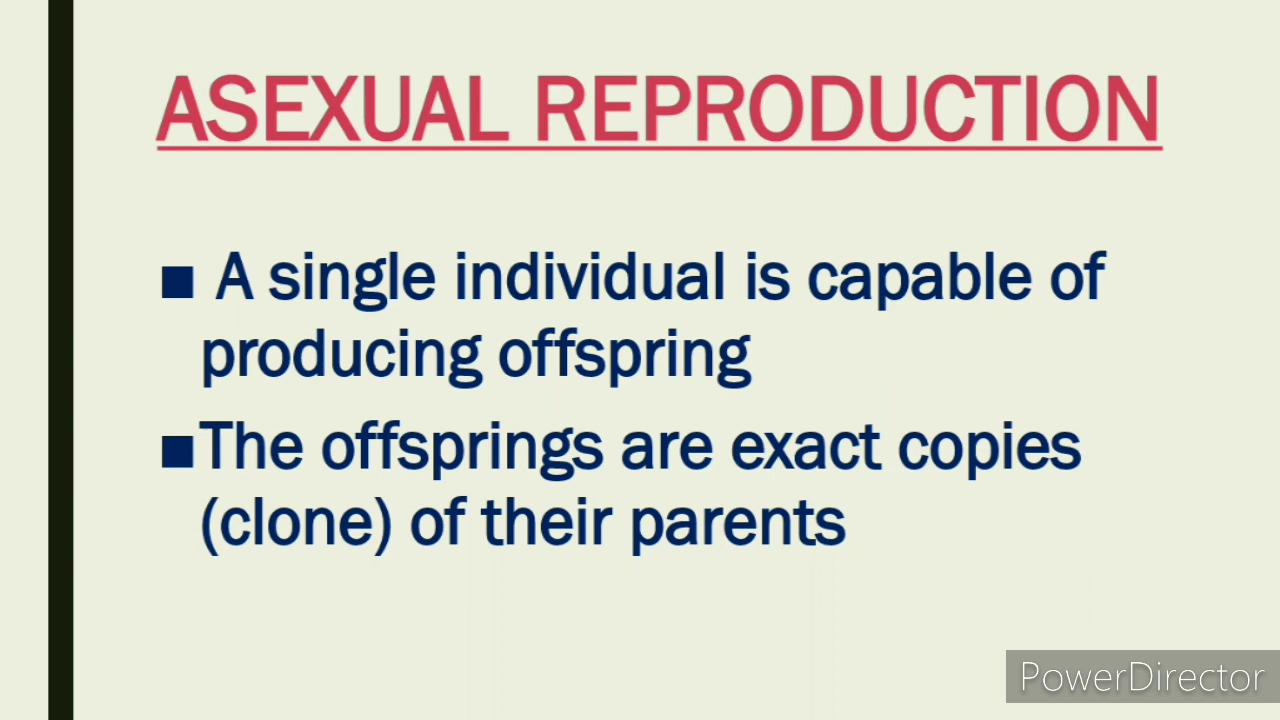 ASEXUAL REPRODUCTION
■ A single individual is capable of
producing offspring
■The offsprings are exact copies
(clone) of their parents
PowerDirector